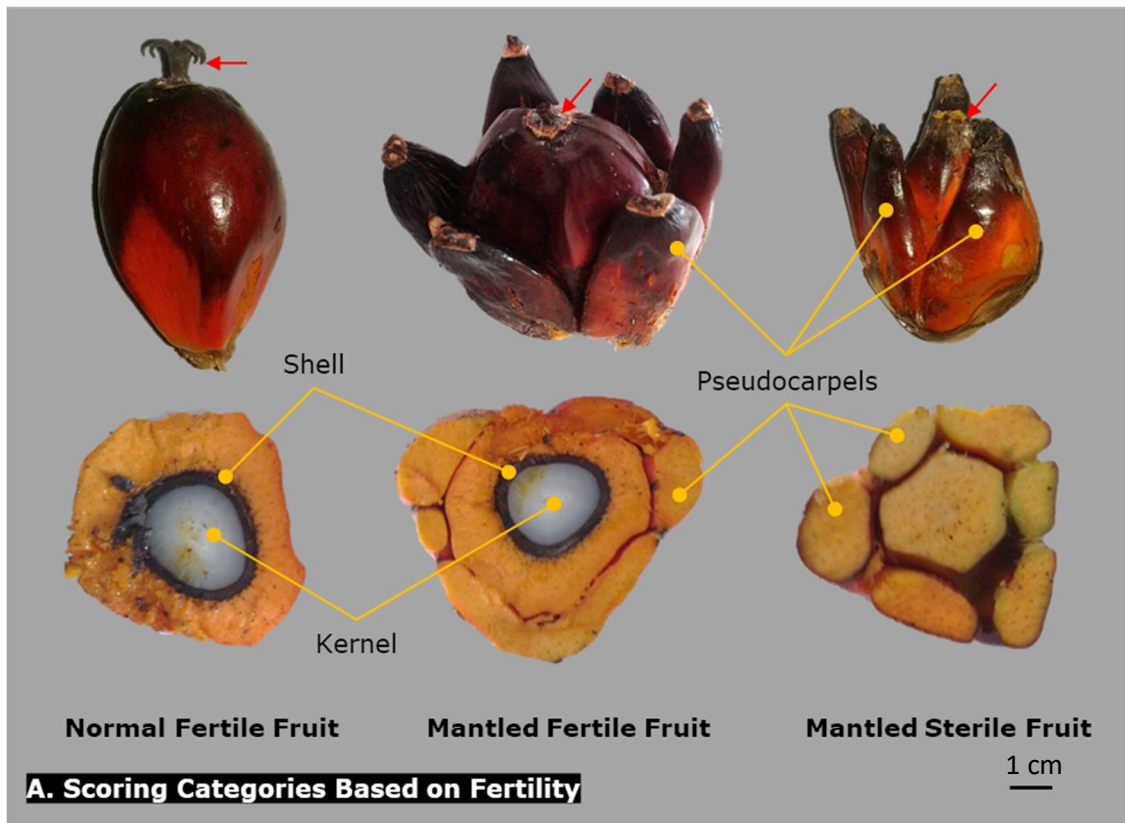 Shell
Pseudocarpels
Kernel
Normal Fertile Fruit
Mantled Fertile Fruit
Mantled Sterile Fruit
1 cm
A. Scoring Categories Based on Fertility